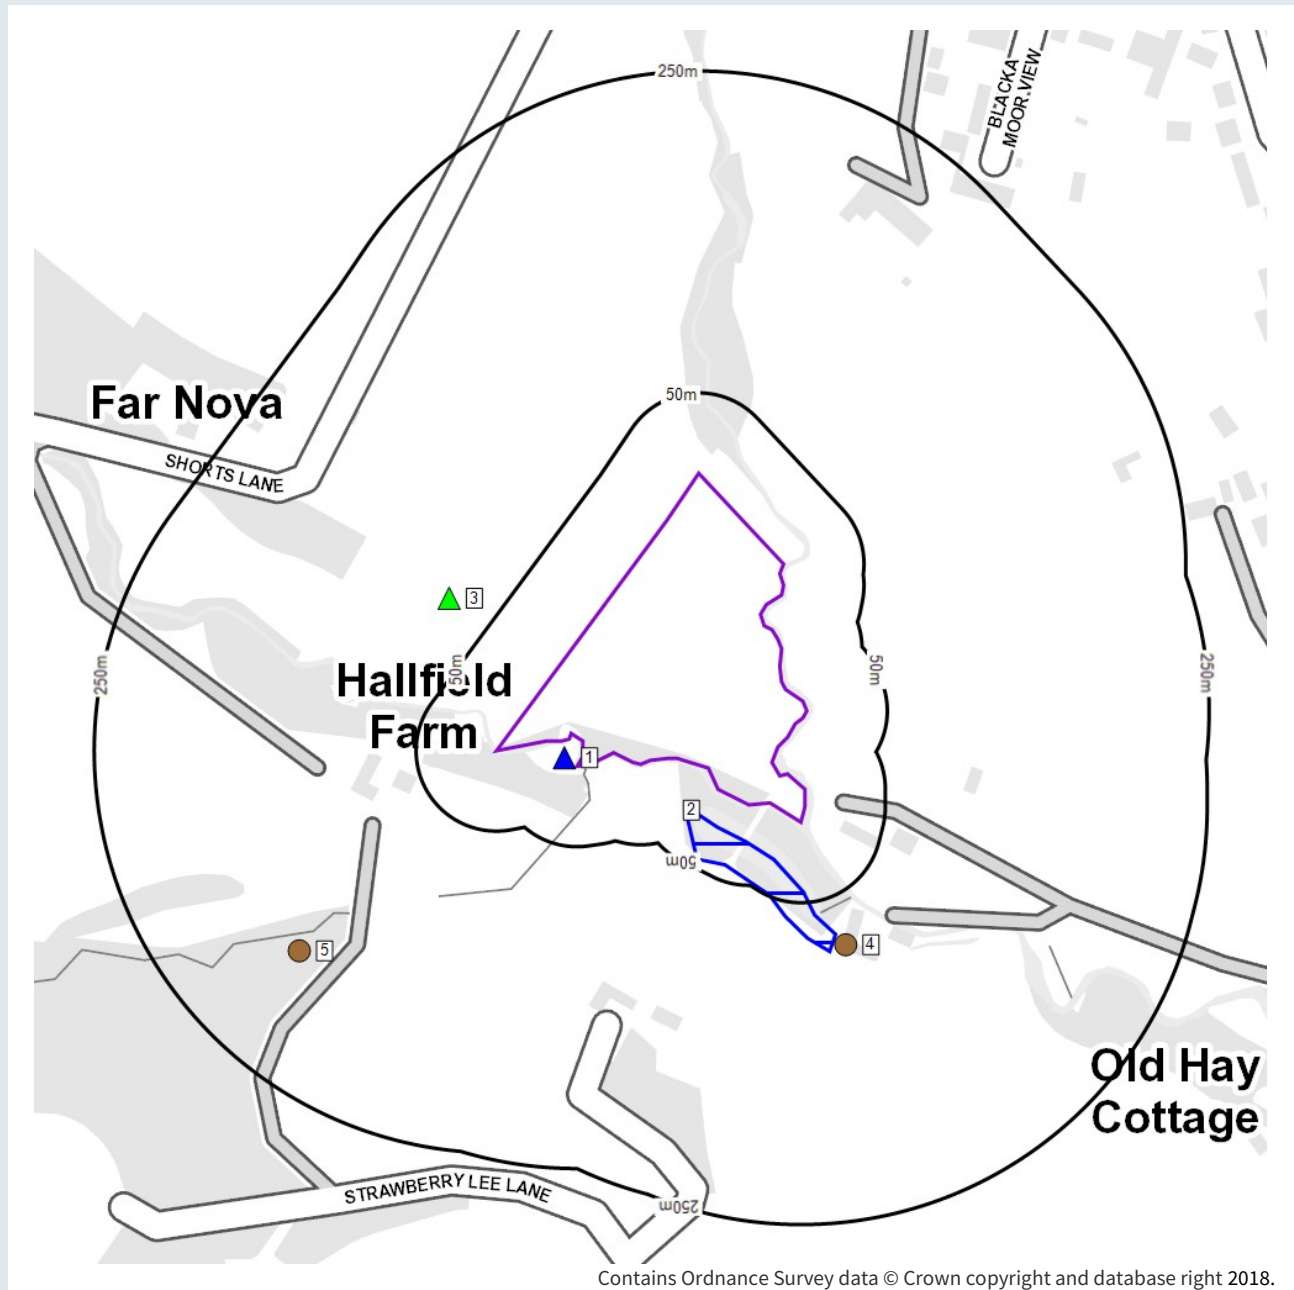 250m
BLACKA
MOOR VIEW
50m
Far Nova
SHORTS LANE
3
50m
50m
250m
250m
Hallfield
Farm
1
2
50m
4
5
Old Hay
Cottage
STRAWBERRY LEE LANE
250m
Contains Ordnance Survey data © Crown copyright and database right 2018.